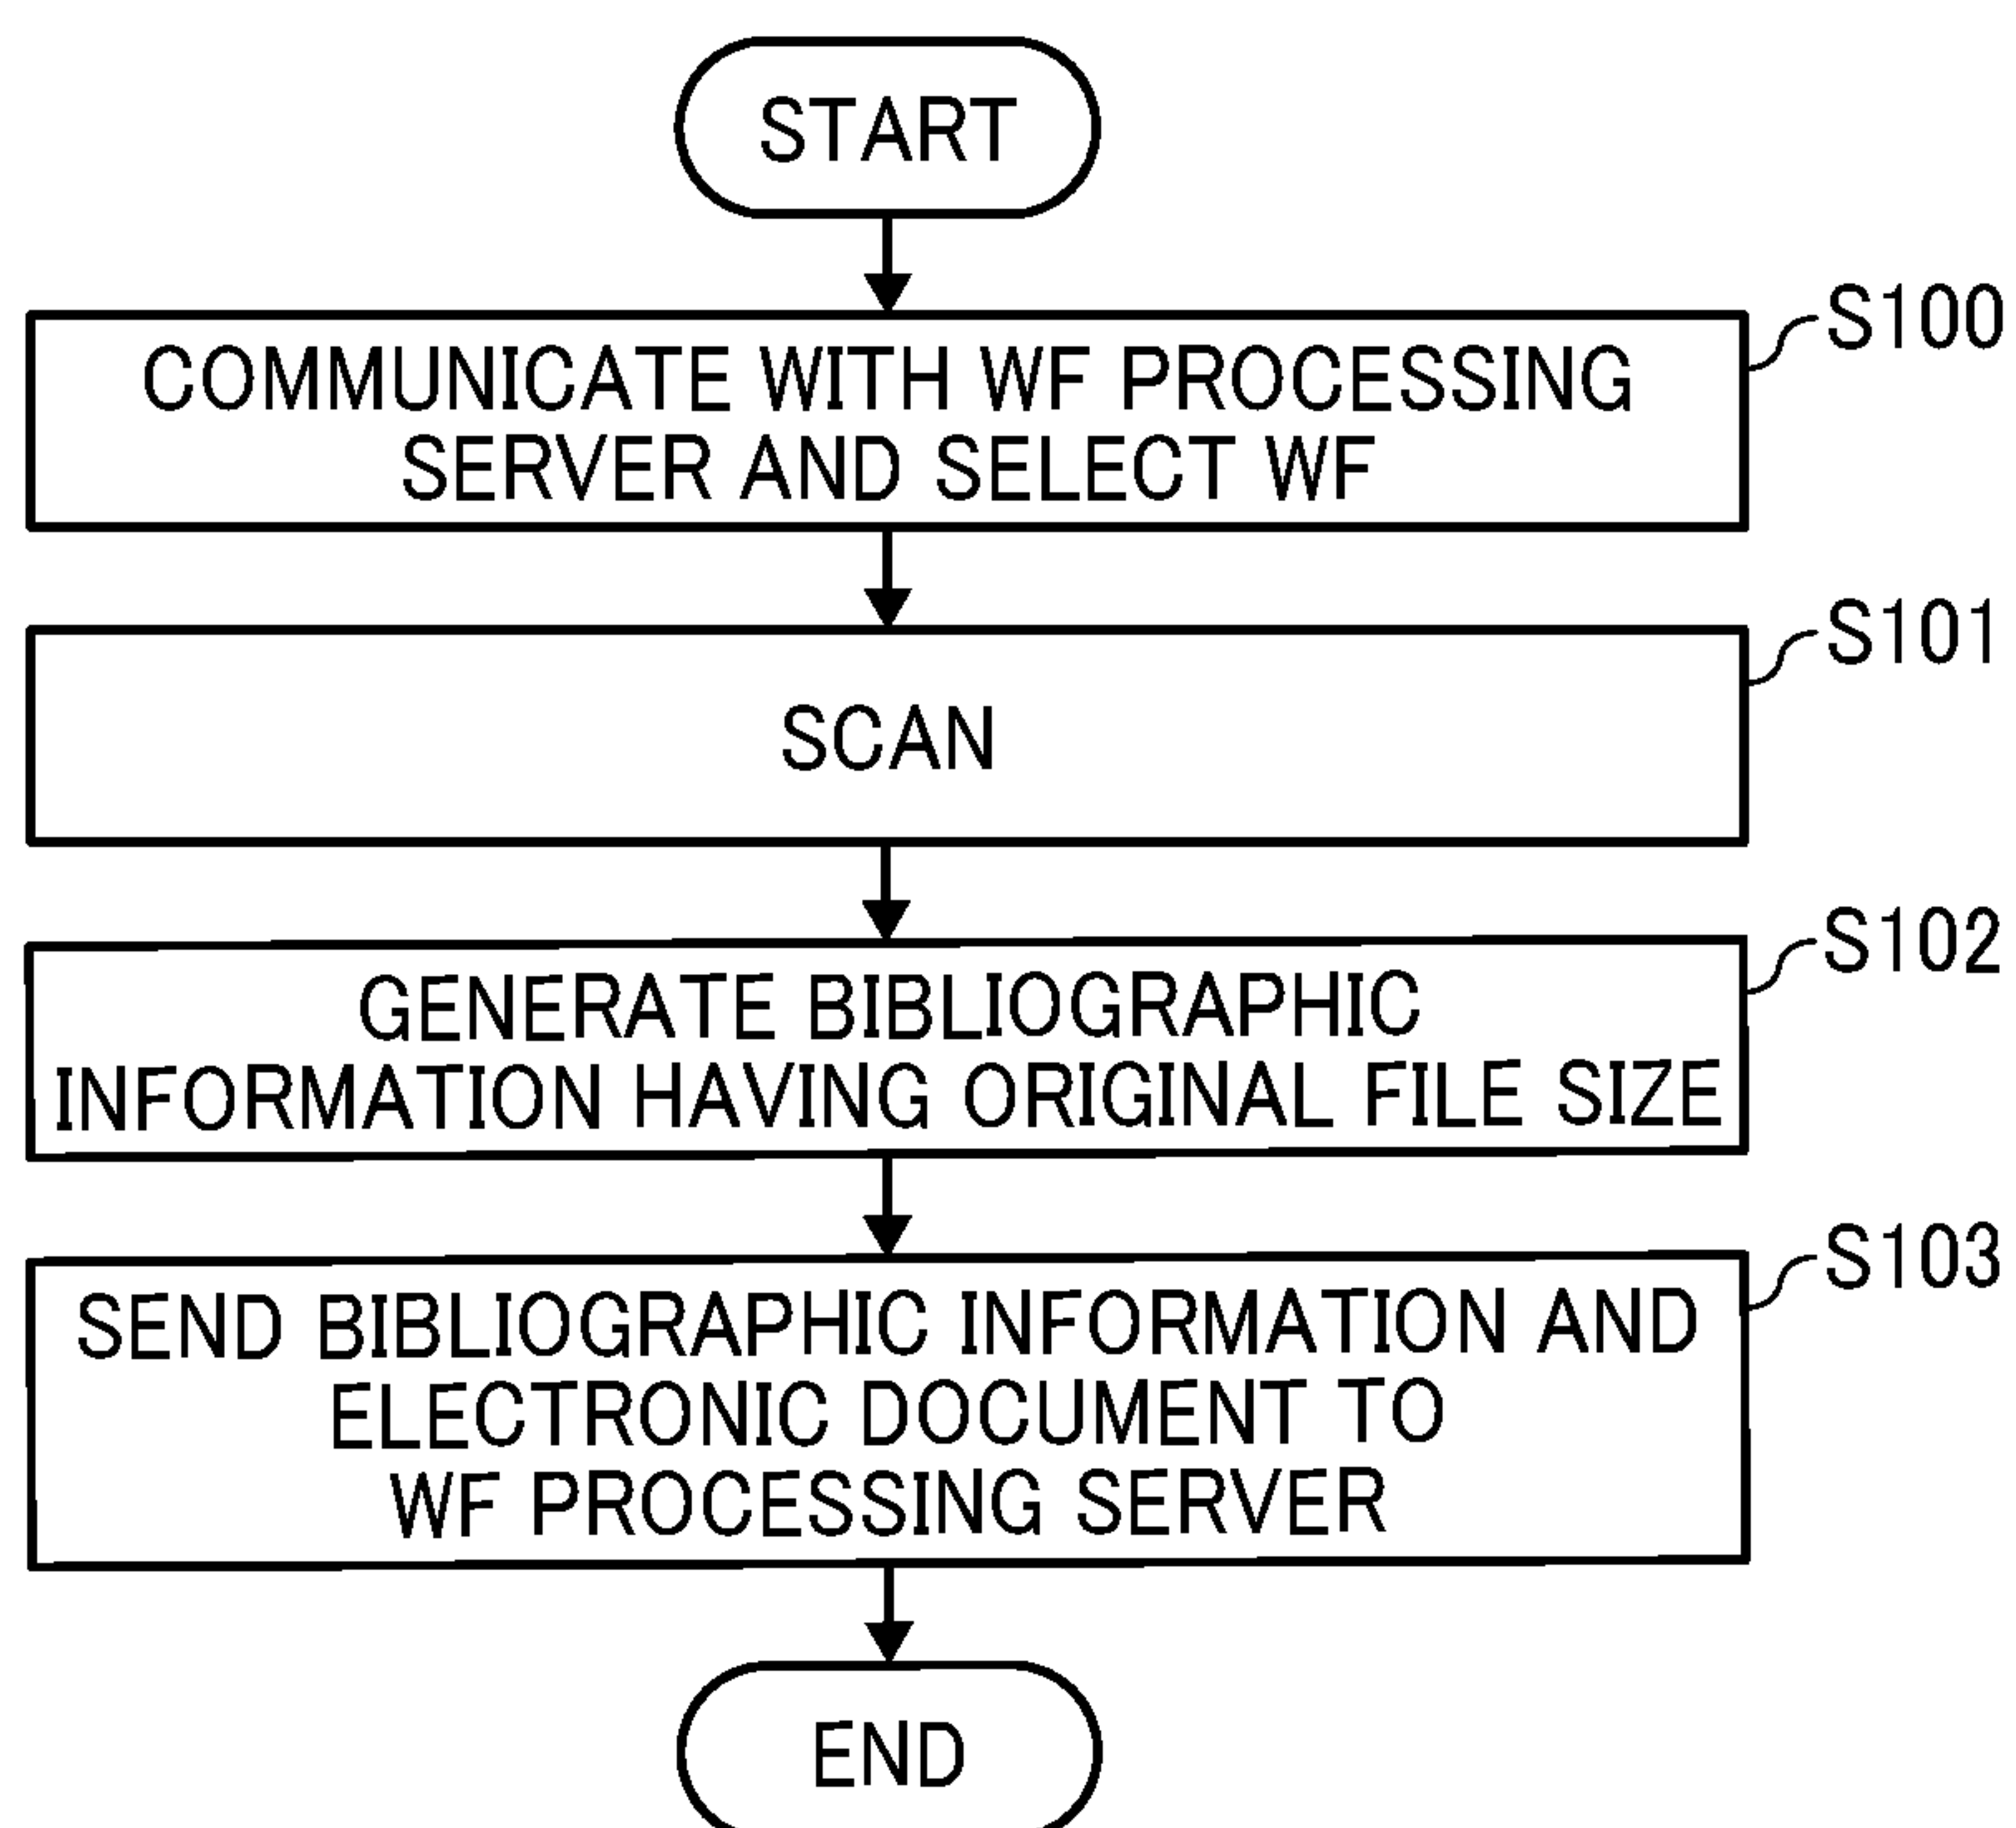 START
S100
COMMUNICATE WITH WF PROCESSING
SERVER AND SELECT WF
S101
SCAN
S102
GENERATE BIBLIOGRAPHIC
INFORMATION HAVING ORIGINAL FILE SIZE
S103
SEND BIBLIOGRAPHIC INFORMATION AND
ELECTRONIC DOCUMENT TO
WF PROCESSING SERVER
END